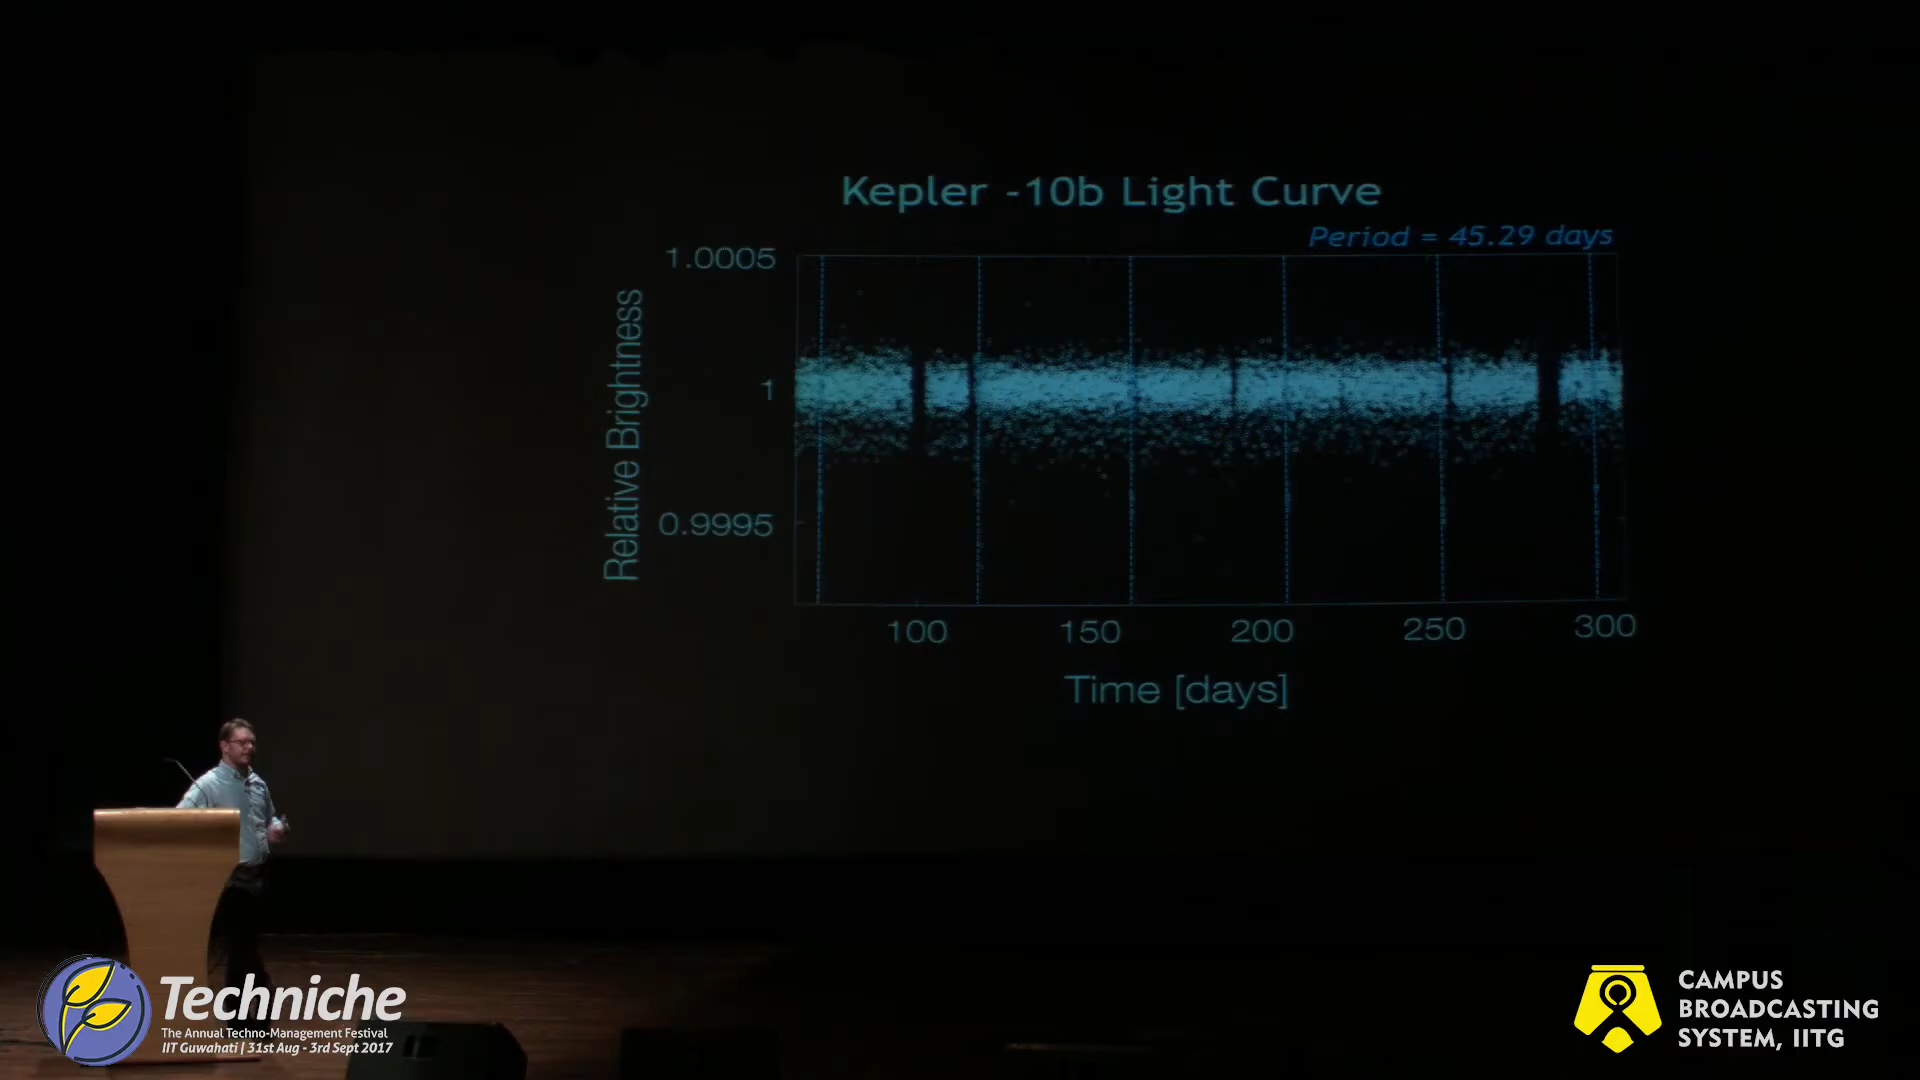 Kepler -10b Light Curve
Period = 45.29 days
1.0005
1
0.9995
Relative Brightness
100 150 200 250 300
Time [days]
Techniche
The Annual Techno-Management Festival
IIT Guwahati | 31st Aug - 3rd Sept 2017
CAMPUS
BROADCASTING
SYSTEM, IITG